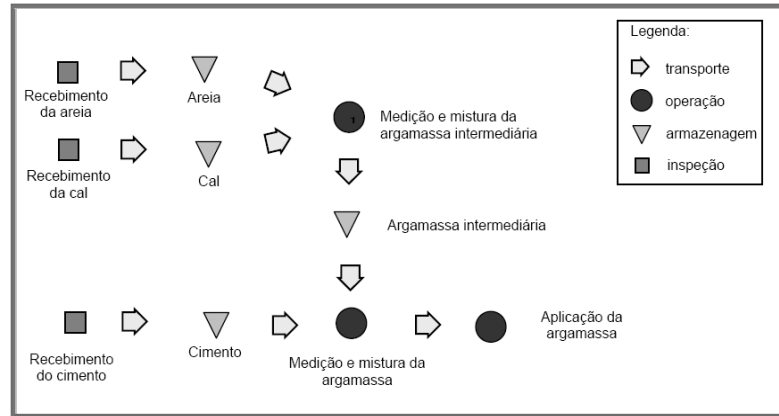 Legenda:
transporte
operação
armazenagem
inspeção
Recebimento
da areia
Areia
1
Medição e mistura da
argamassa intermediária
Recebimento
da cal
Cal
Argamassa intermediária
Recebimento
do cimento
Cimento
Medição e mistura da
argamassa
Aplicação da
argamassa